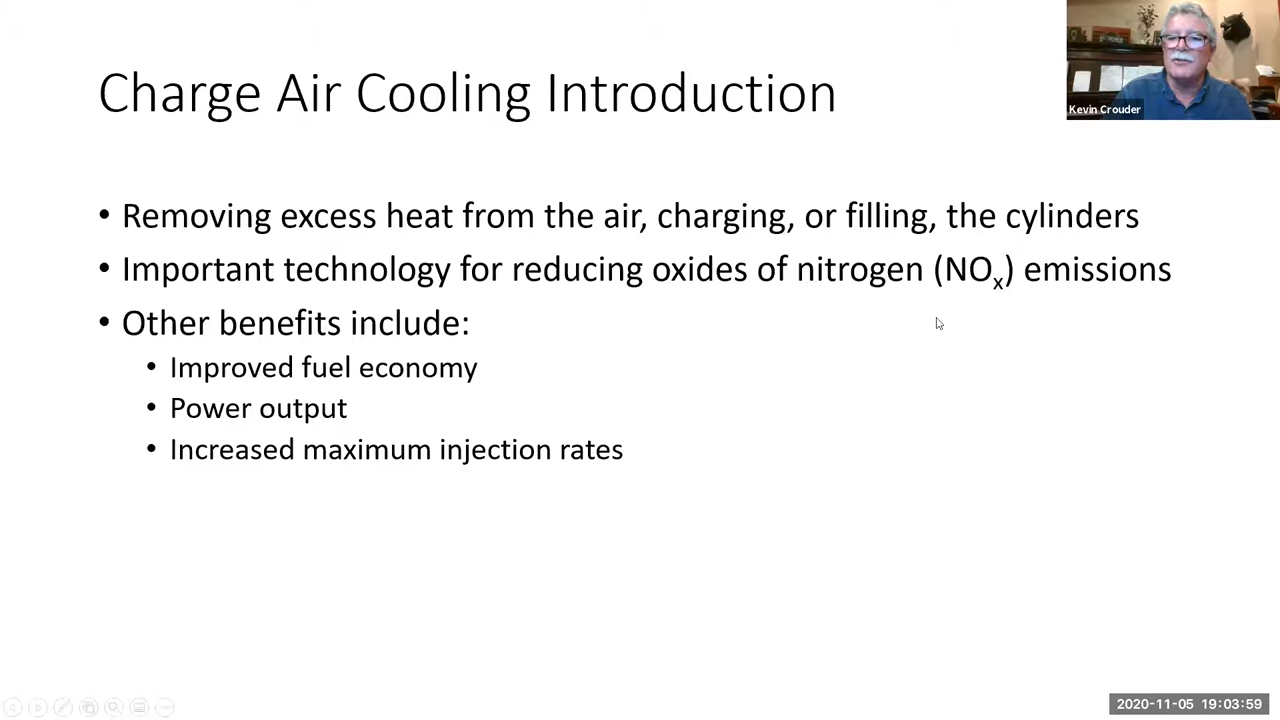 Charge Air Cooling Introduction
Kevin Crouder
• Removing excess heat from the air, charging, or filling, the cylinders
• Important technology for reducing oxides of nitrogen (NOx) emissions
• Other benefits include:
• Improved fuel economy
• Power output
• Increased maximum injection rates
2020-11-05 19:03:59